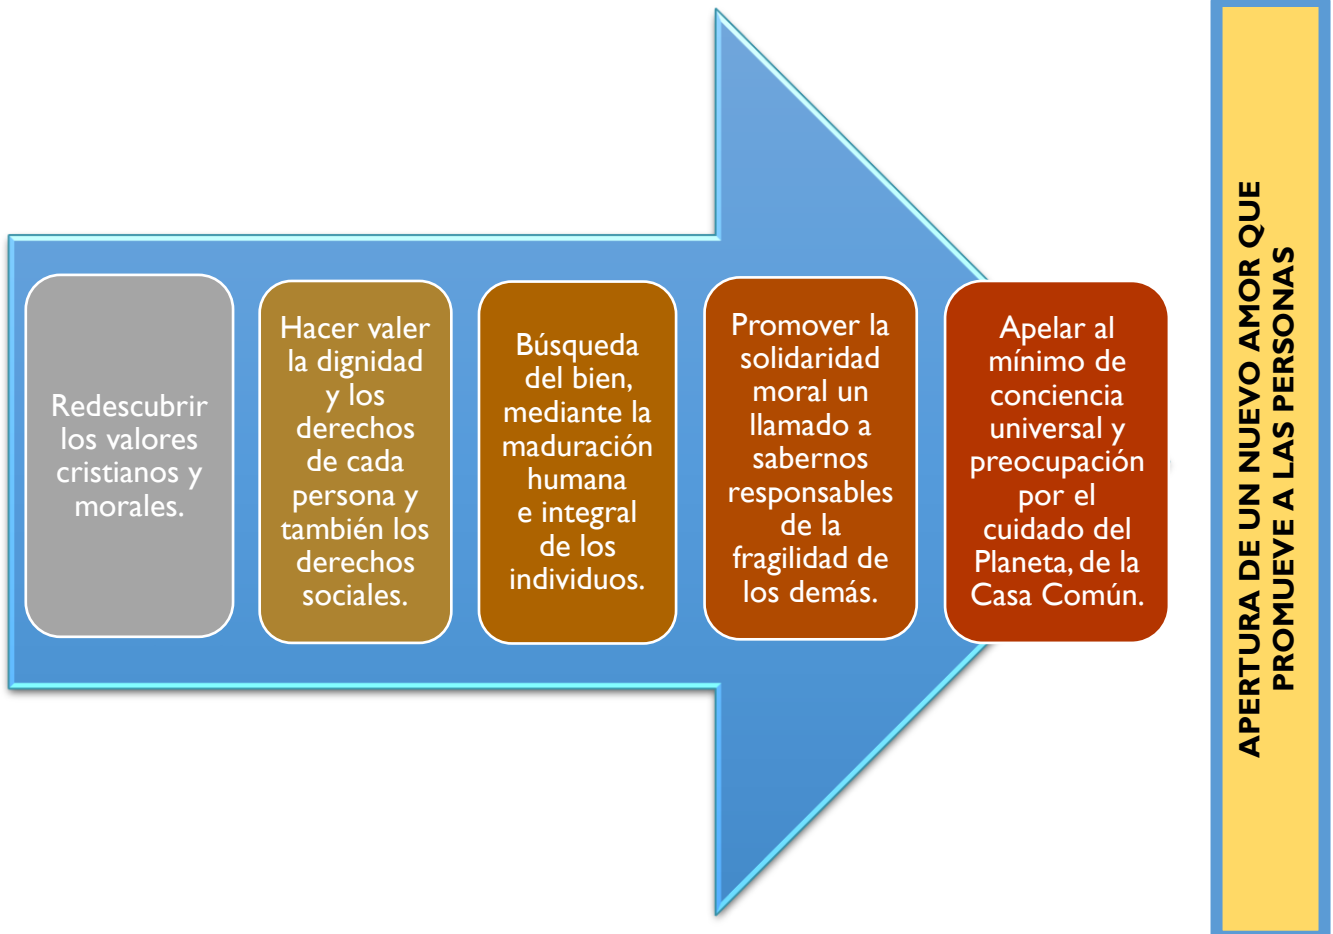 Redescubrir
los valores
cristianos y
morales.
Hacer valer
la dignidad
y los
derechos
de cada
persona y
también los
derechos
sociales.
Búsqueda
del bien,
mediante la
maduración
humana
e integral
de los
individuos.
Promover la
solidaridad
moral un
llamado a
sabernos
responsables
de la
fragilidad de
los demás.
Apelar al
mínimo de
conciencia
universal y
preocupación
por el
cuidado del
Planeta, de la
Casa Común.
APERTURA DE UN NUEVO AMOR QUE
PROMUEVE A LAS PERSONAS